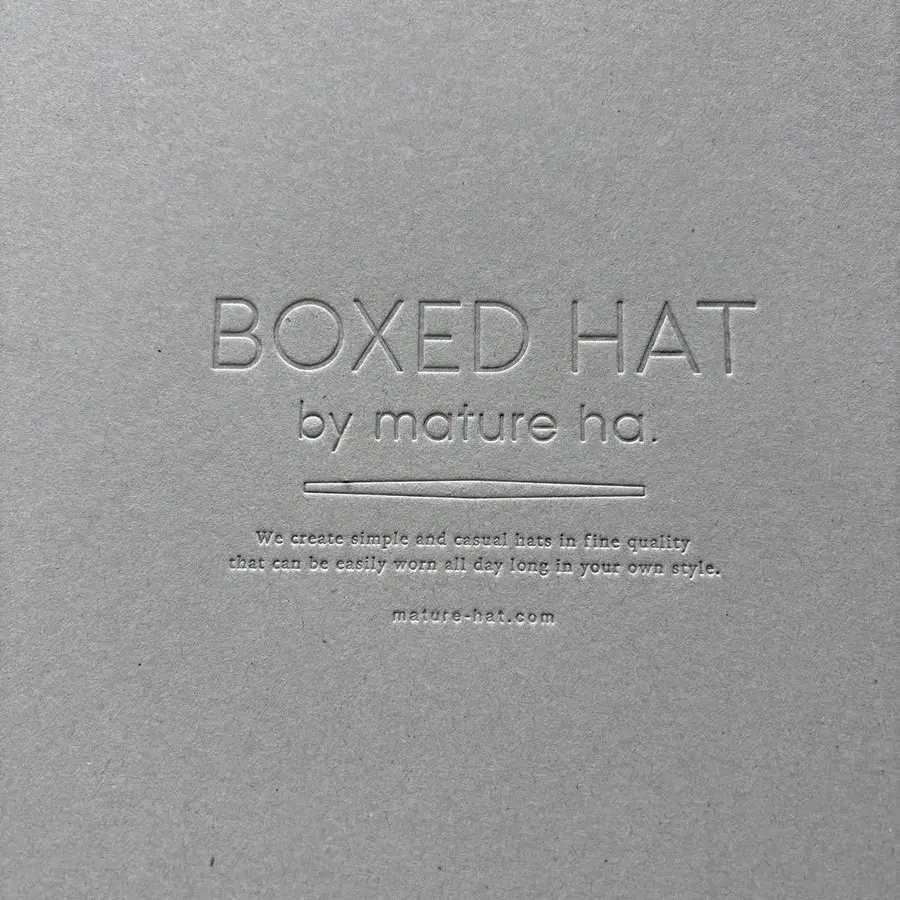 BOXED HAT
by mature ha.
We create simple and casual hats in fine quality
that can be easily worn all day long in your own style.
mature-hat.com